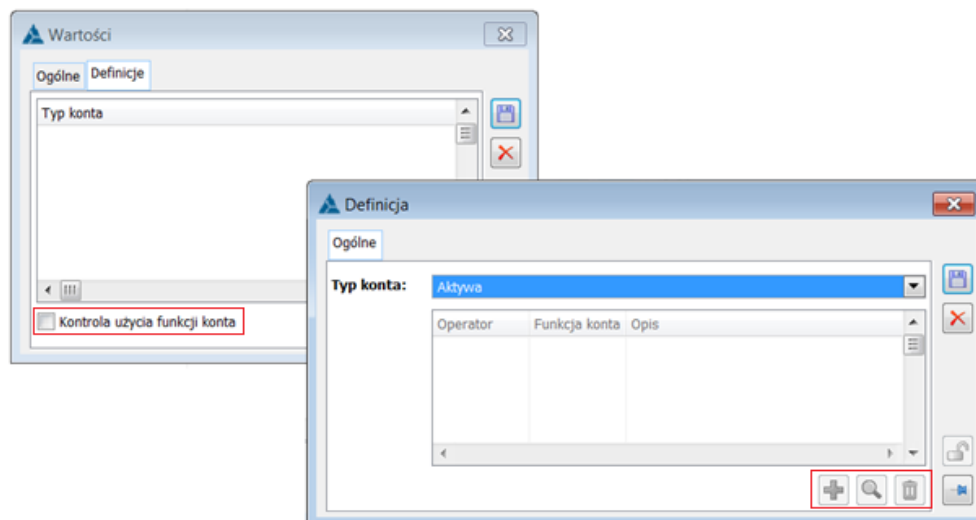 Wartości
Ogólne Definicje
Typ konta
Kontrola użycia funkcji konta
Definicja
Ogólne
Typ konta: Aktywa
Operator Funkcja konta Opis